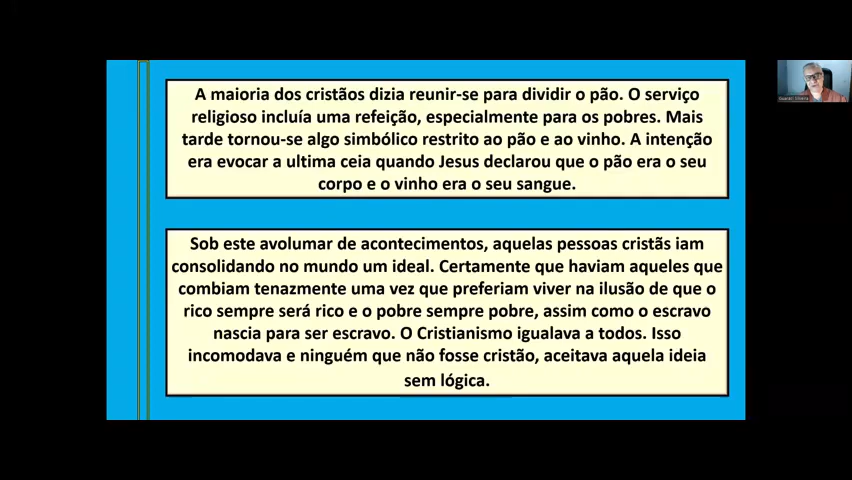 A maioria dos cristãos dizia reunir-se para dividir o pão. O serviço
religioso incluía uma refeição, especialmente para os pobres. Mais
tarde tornou-se algo simbólico restrito ao pão e ao vinho. A intenção
era evocar a ultima ceia quando Jesus declarou que o pão era o seu
corpo e o vinho era o seu sangue.
Sob este avolumar de acontecimentos, aquelas pessoas cristãs iam
consolidando no mundo um ideal. Certamente que haviam aqueles que
combiam tenazmente uma vez que preferiam viver na ilusão de que o
rico sempre será rico e o pobre sempre pobre, assim como o escravo
nascia para ser escravo. O Cristianismo igualava a todos. Isso
incomodava e ninguém que não fosse cristão, aceitava aquela ideia
sem lógica.